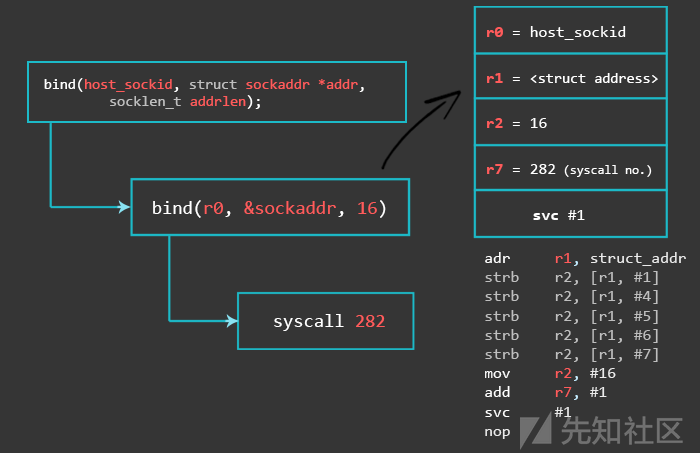 bind(host_sockid, struct sockaddr *addr,
socklen_t addrlen);
bind(r0, &sockaddr, 16)
syscall 282
r0 = host_sockid
r1 = <struct address>
r2 = 16
r7 = 282 (syscall no.)
svc #1
adr r1, struct_addr
strb r2, [r1, #1]
strb r2, [r1, #4]
strb r2, [r1, #5]
strb r2, [r1, #6]
strb r2, [r1, #7]
mov r2, #16
add r7, #1
svc #1
nop
先知社区